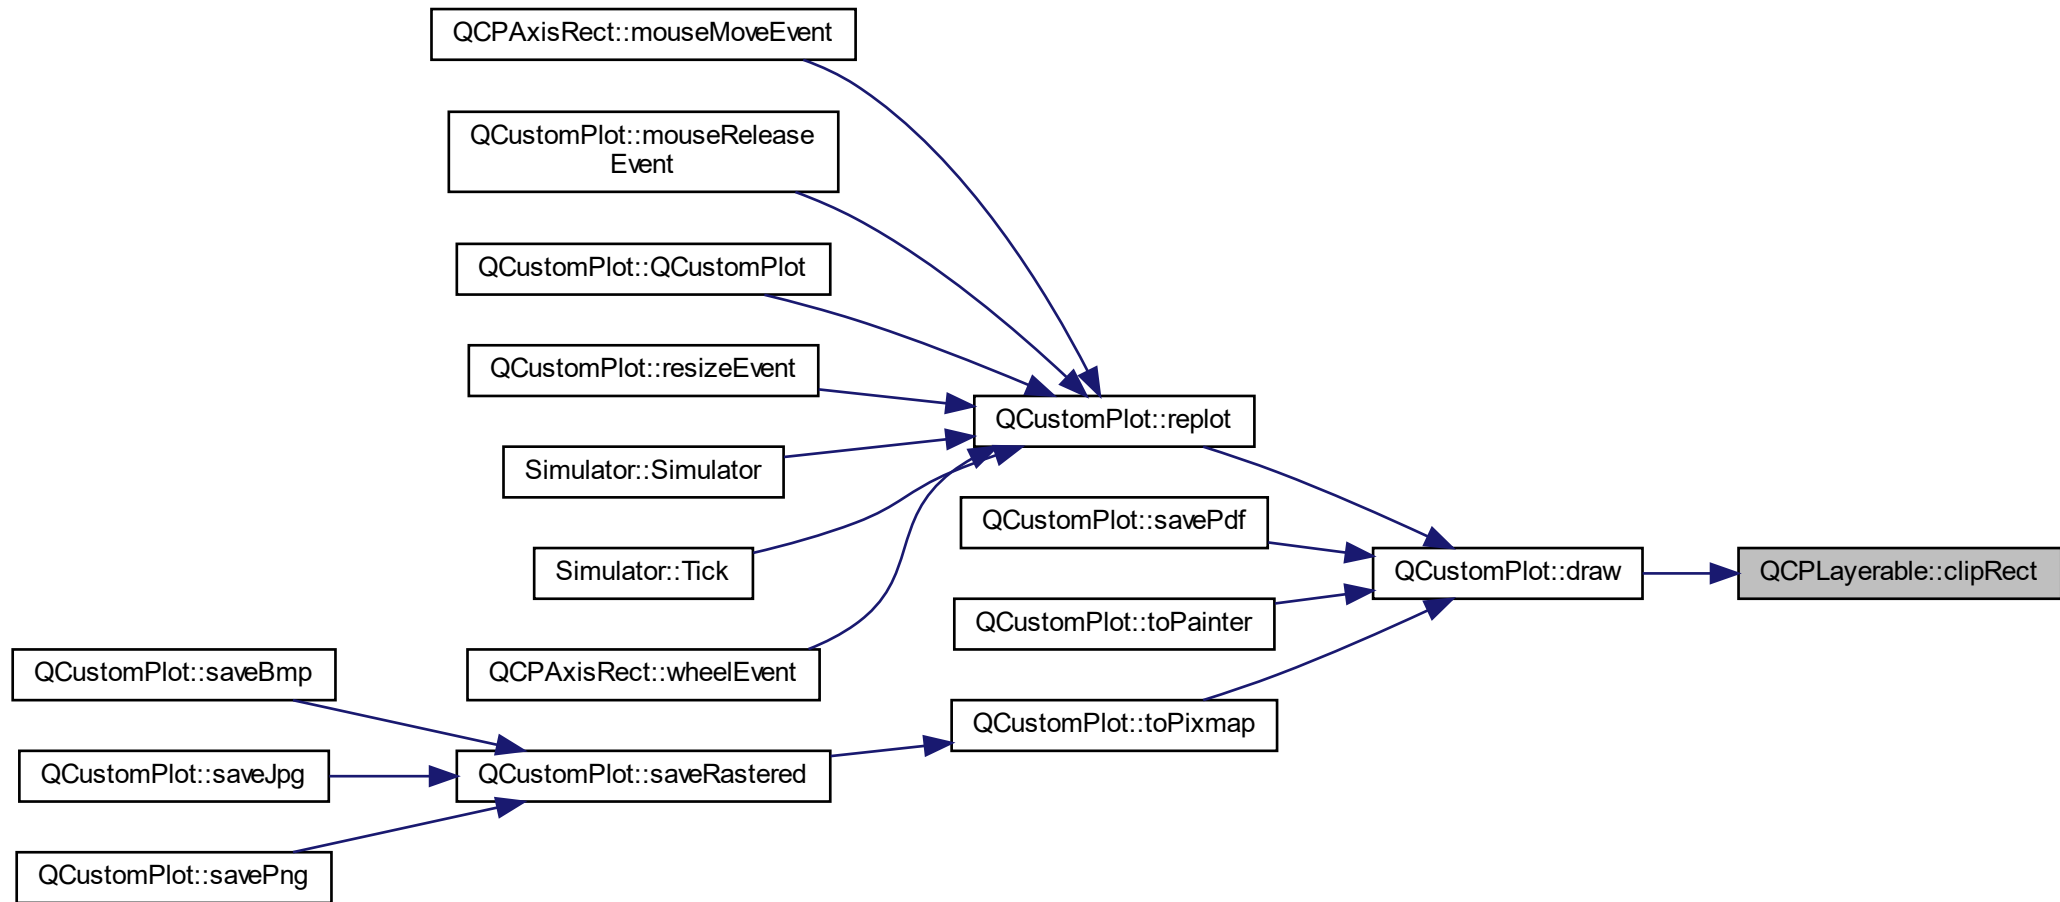 QCPAxisRect::mouseMoveEvent
QCustomPlot::mouseRelease
Event
QCustomPlot::QCustomPlot
QCustomPlot::resizeEvent
QCustomPlot::replot
Simulator::Simulator
QCustomPlot::savePdf
Simulator::Tick
QCustomPlot::draw
QCPLayerable::clipRect
QCustomPlot::toPainter
QCustomPlot::saveBmp
QCPAxisRect::wheelEvent
QCustomPlot::toPixmap
QCustomPlot::saveJpg
QCustomPlot::saveRastered
QCustomPlot::savePng